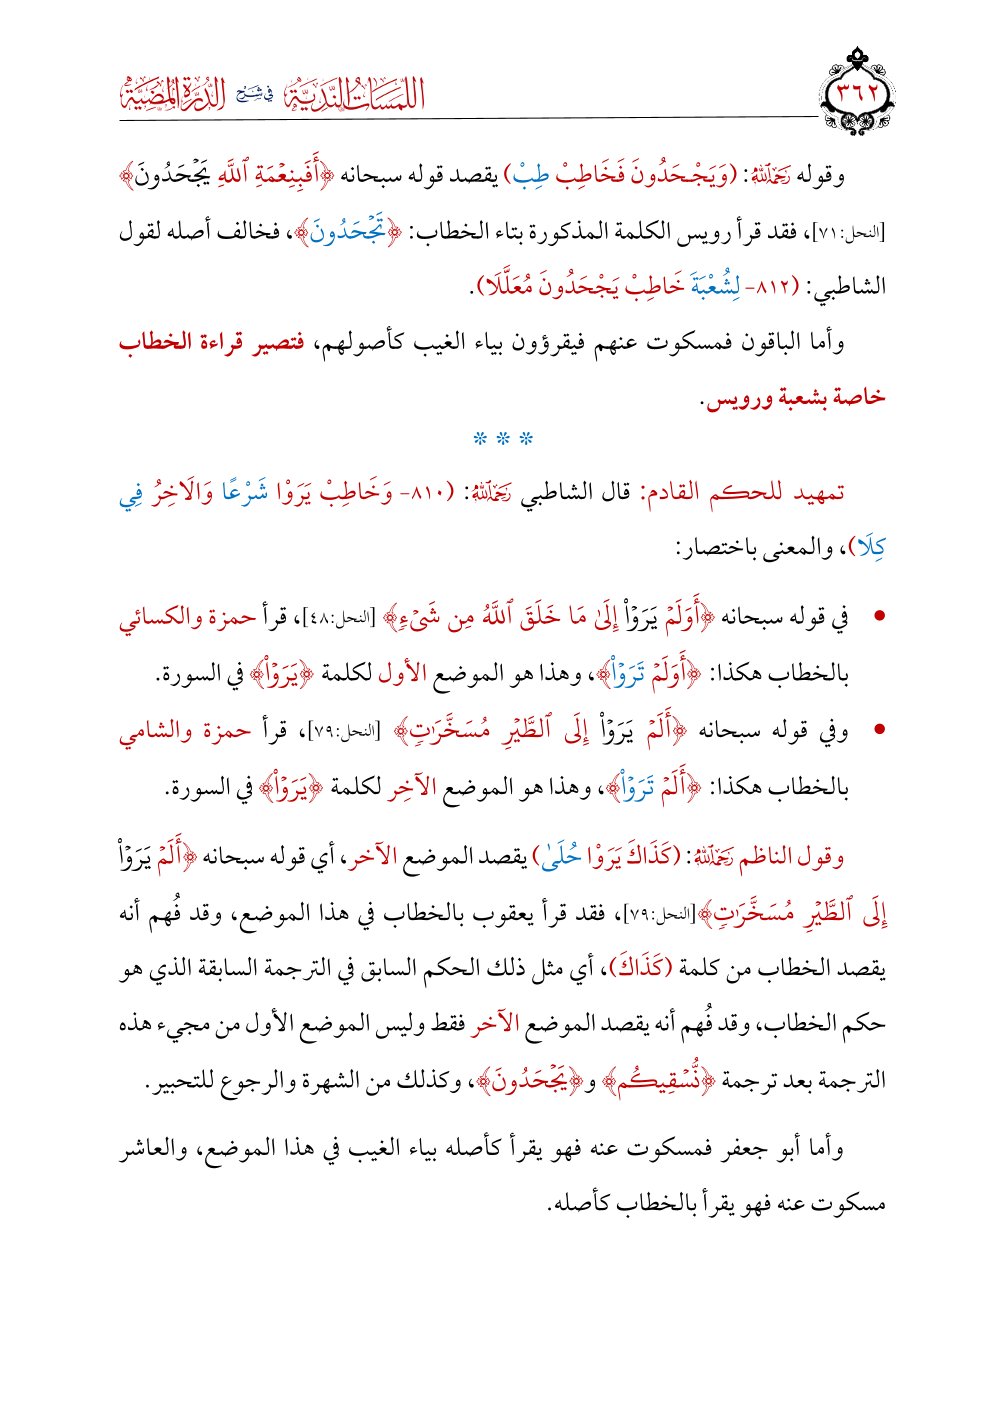 اللمسات الندية في شرح الدرة المضية
٣٦٢
وقوله رحمه الله: (وَيَجْحَدُونَ فَخَاطِبْ طِبْ) يقصد قوله سبحانه ﴿أَفَبِنِعۡمَةِ ٱللَّهِ يَجۡحَدُونَ﴾
[النحل:٧١]، فقد قرأ رويس الكلمة المذكورة بتاء الخطاب: ﴿تَجۡحَدُونَ﴾، فخالف أصله لقول
الشاطبي: (٨١٢- لِشُعْبَةَ خَاطِبْ يَجْحَدُونَ مُعَلَّلَا).
وأما الباقون فمسكوت عنهم فيقرؤون بياء الغيب كأصولهم، فتصير قراءة الخطاب
خاصة بشعبة ورويس.
* * *
تمهيد للحكم القادم: قال الشاطبي رحمه الله: (٨١٠- وَخَاطِبْ يَرَوْا شَرْعًا وَالَاخِرُ فِي
كِلَا)، والمعنى باختصار:
• في قوله سبحانه ﴿أَوَلَمۡ يَرَوۡاْ إِلَىٰ مَا خَلَقَ ٱللَّهُ مِن شَيۡءٖ﴾ [النحل:٤٨]، قرأ حمزة والكسائي
بالخطاب هكذا: ﴿أَوَلَمۡ تَرَوۡاْ﴾، وهذا هو الموضع الأول لكلمة ﴿يَرَوۡاْ﴾ في السورة.
• وفي قوله سبحانه ﴿أَلَمۡ يَرَوۡاْ إِلَى ٱلطَّيۡرِ مُسَخَّرَٰتٖ﴾ [النحل:٧٩]، قرأ حمزة والشامي
بالخطاب هكذا: ﴿أَلَمۡ تَرَوۡاْ﴾، وهذا هو الموضع الآخِر لكلمة ﴿يَرَوۡاْ﴾ في السورة.
وقول الناظم رحمه الله: (كَذَاكَ يَرَوْا حُلَىٰ) يقصد الموضع الآخر، أي قوله سبحانه ﴿أَلَمۡ يَرَوۡاْ
إِلَى ٱلطَّيۡرِ مُسَخَّرَٰتٖ﴾[النحل:٧٩]، فقد قرأ يعقوب بالخطاب في هذا الموضع، وقد فُهم أنه
يقصد الخطاب من كلمة (كَذَاكَ)، أي مثل ذلك الحكم السابق في الترجمة السابقة الذي هو
حكم الخطاب، وقد فُهم أنه يقصد الموضع الآخر فقط وليس الموضع الأول من مجيء هذه
الترجمة بعد ترجمة ﴿نُّسۡقِيكُم﴾ و﴿يَجۡحَدُونَ﴾، وكذلك من الشهرة والرجوع للتحبير.
وأما أبو جعفر فمسكوت عنه فهو يقرأ كأصله بياء الغيب في هذا الموضع، والعاشر
مسكوت عنه فهو يقرأ بالخطاب كأصله.